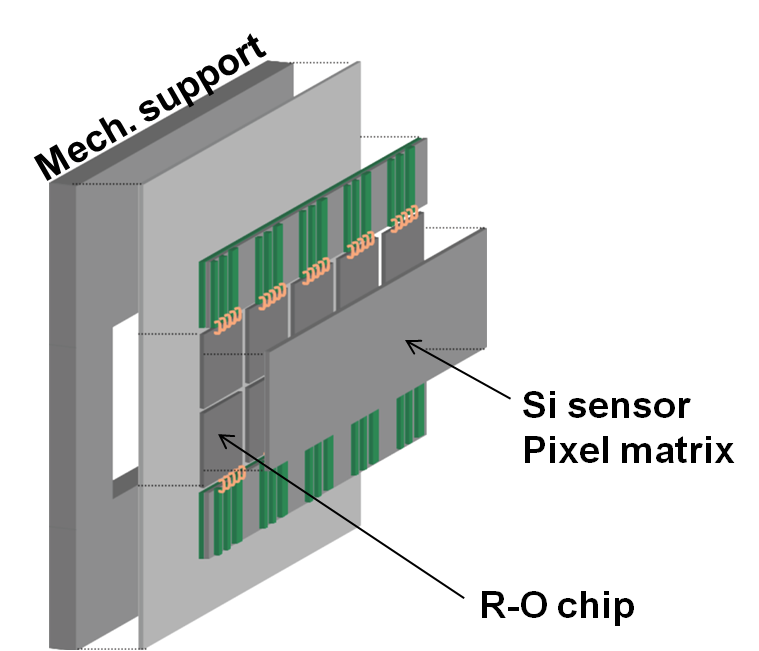 Mech. support
Si sensor
Pixel matrix
R-O chip